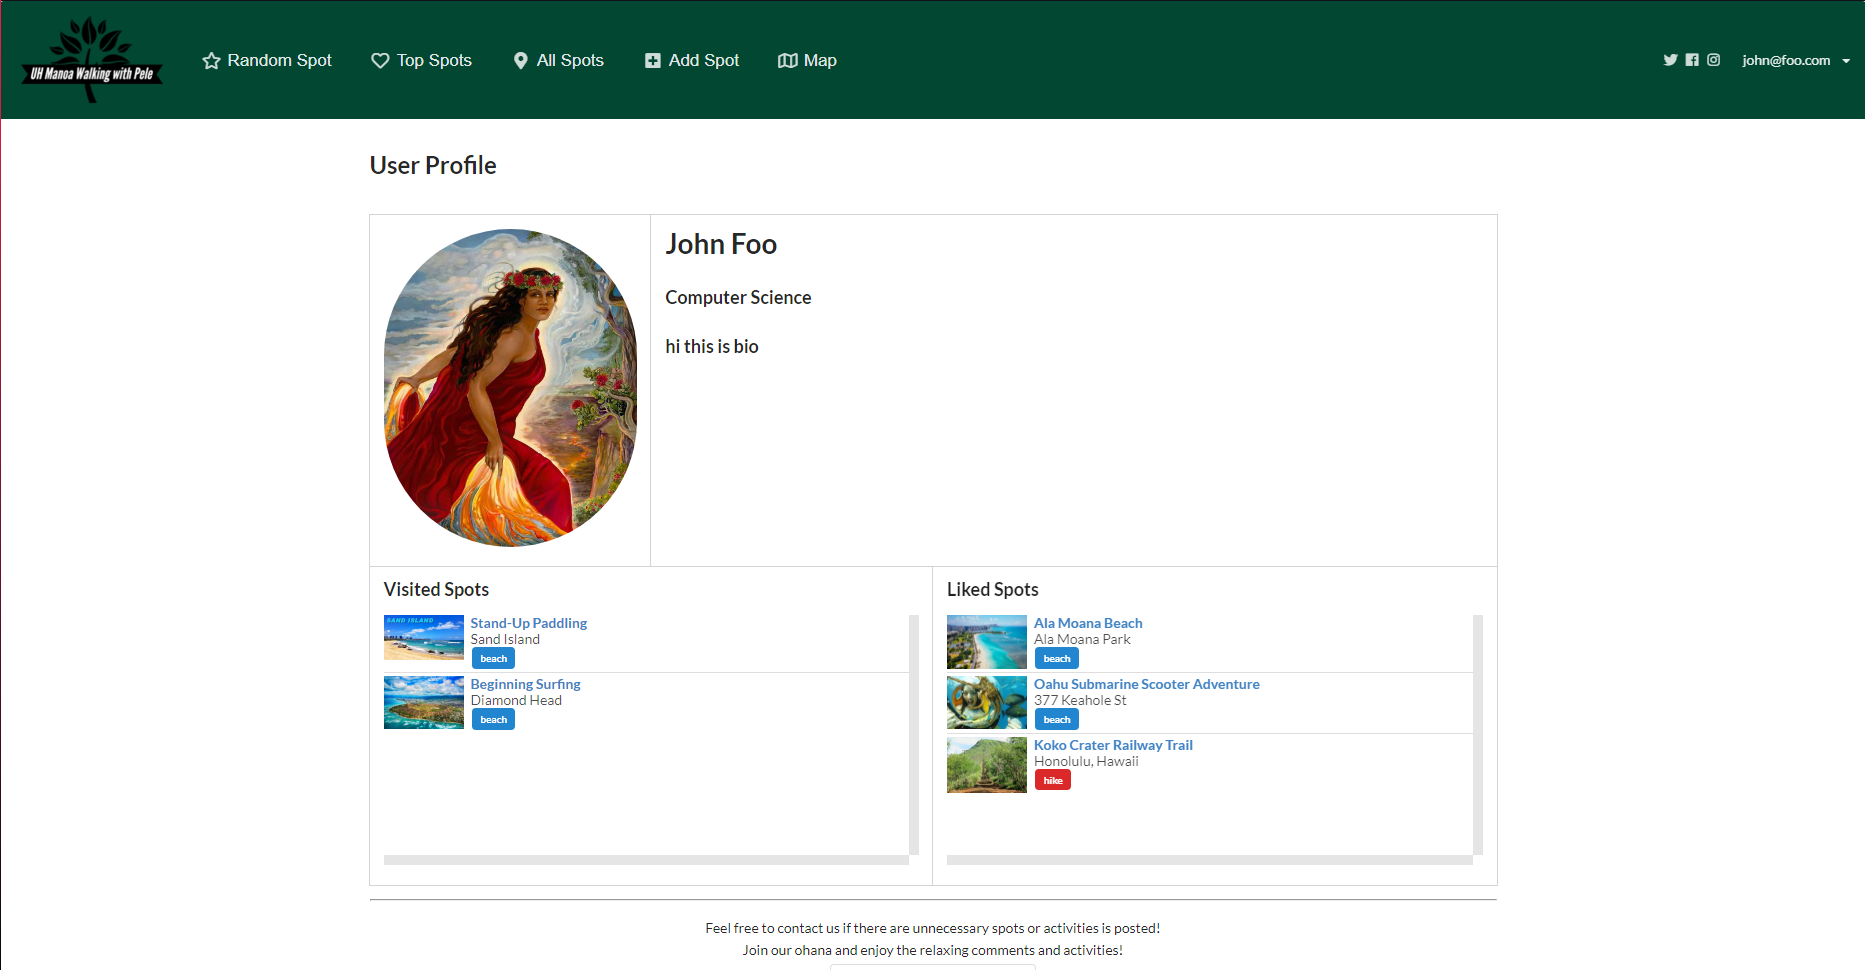 UH Manoa Walking with Pele
Random Spot
Top Spots
All Spots
Add Spot
Map
john@foo.com
User Profile
John Foo
Computer Science
hi this is bio
Visited Spots
SAND ISLAND
Stand-Up Paddling
Sand Island
beach
Beginning Surfing
Diamond Head
beach
Liked Spots
Ala Moana Beach
Ala Moana Park
beach
Oahu Submarine Scooter Adventure
377 Keahole St
beach
Koko Crater Railway Trail
Honolulu, Hawaii
hike
Feel free to contact us if there are unnecessary spots or activities is posted!
Join our ohana and enjoy the relaxing comments and activities!